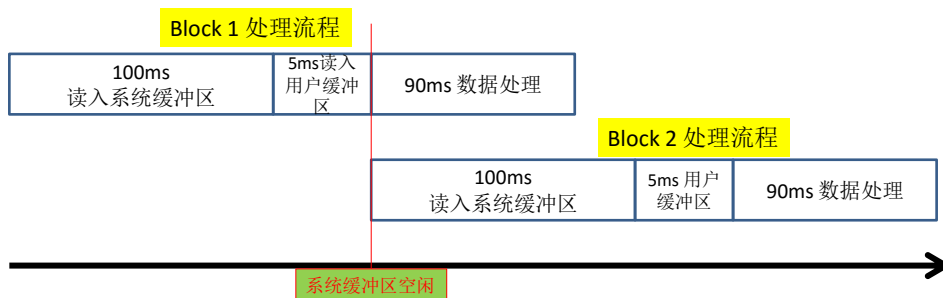 Block 1 处理流程
100ms
读入系统缓冲区
5ms读入
用户缓冲
区
90ms 数据处理
Block 2 处理流程
100ms
读入系统缓冲区
5ms 用户
缓冲区
90ms 数据处理
系统缓冲区空闲